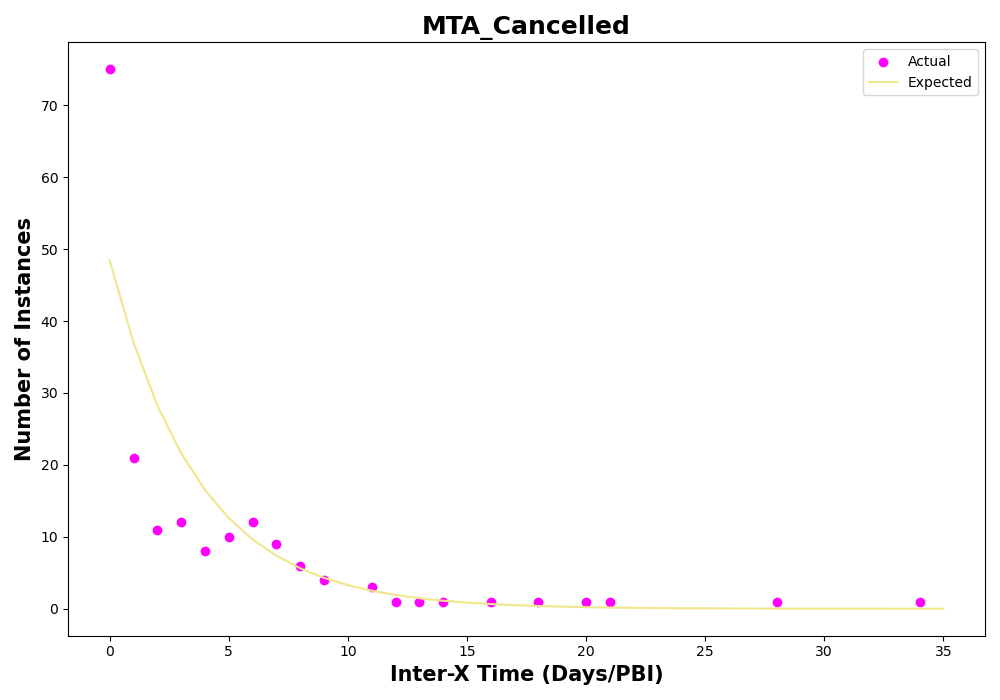 MTA_Cancelled
Actual
Expected
Number of Instances
70
60
50
40
30
20
10
0
0 5 10 15 20 25 30 35
Inter-X Time (Days/PBI)